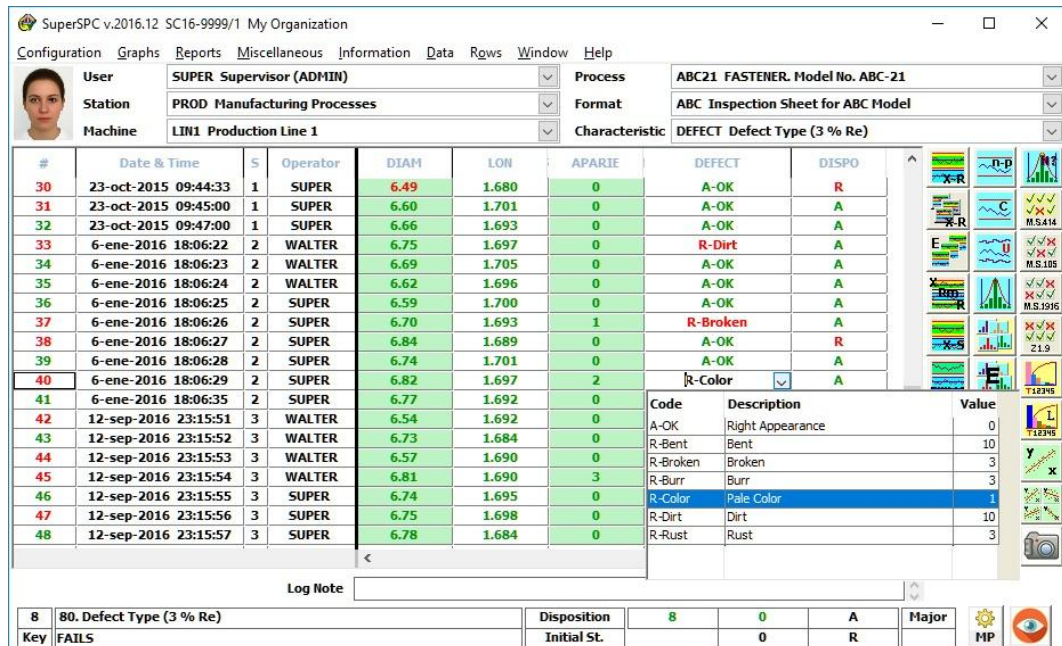 SuperSPC v.2016.12 SC16-9999/1 My Organization
Configuration Graphs Reports Miscellaneous Information Data Rows Window Help
User SUPER Supervisor (ADMIN) Process ABC21 FASTENER. Model No. ABC-21
Station PROD Manufacturing Processes Format ABC Inspection Sheet for ABC Model
Machine LIN1 Production Line 1 Characteristic DEFECT Defect Type (3 % Re)
# Date & Time S Operator DIAM LON APARIE DEFECT DISPO
30 23-oct-2015 09:44:33 1 SUPER 6.49 1.680 0 A-OK R
31 23-oct-2015 09:45:00 1 SUPER 6.60 1.701 0 A-OK A
32 23-oct-2015 09:47:00 1 SUPER 6.66 1.693 0 A-OK A
33 6-ene-2016 18:06:22 2 WALTER 6.75 1.697 0 R-Dirt A
34 6-ene-2016 18:06:23 2 WALTER 6.69 1.705 0 A-OK A
35 6-ene-2016 18:06:24 2 WALTER 6.62 1.696 0 A-OK A
36 6-ene-2016 18:06:25 2 SUPER 6.59 1.700 0 A-OK A
37 6-ene-2016 18:06:26 2 SUPER 6.70 1.693 1 R-Broken A
38 6-ene-2016 18:06:27 2 SUPER 6.84 1.689 0 A-OK R
39 6-ene-2016 18:06:28 2 SUPER 6.74 1.701 0 A-OK A
40 6-ene-2016 18:06:29 2 SUPER 6.82 1.697 2 R-Color A
41 6-ene-2016 18:06:35 2 SUPER 6.77 1.692 0
42 12-sep-2016 23:15:51 3 WALTER 6.54 1.692 0
43 12-sep-2016 23:15:52 3 WALTER 6.73 1.684 0
44 12-sep-2016 23:15:53 3 WALTER 6.57 1.690 0
45 12-sep-2016 23:15:54 3 WALTER 6.81 1.690 3
46 12-sep-2016 23:15:55 3 SUPER 6.74 1.695 0
47 12-sep-2016 23:15:56 3 SUPER 6.75 1.698 0
48 12-sep-2016 23:15:57 3 SUPER 6.78 1.684 0
Code Description Value
A-OK Right Appearance 0
R-Bent Bent 10
R-Broken Broken 3
R-Burr Burr 3
R-Color Pale Color 1
R-Dirt Dirt 10
R-Rust Rust 3
X-R n-p N?
X-R C M.S.414
E U M.S.105
X Rm R M.S.1916
X-S Z1.9
E T12345
L T12345
y x
Log Note
8 80. Defect Type (3 % Re) Disposition 8 0 A Major
Key FAILS Initial St. 0 R MP